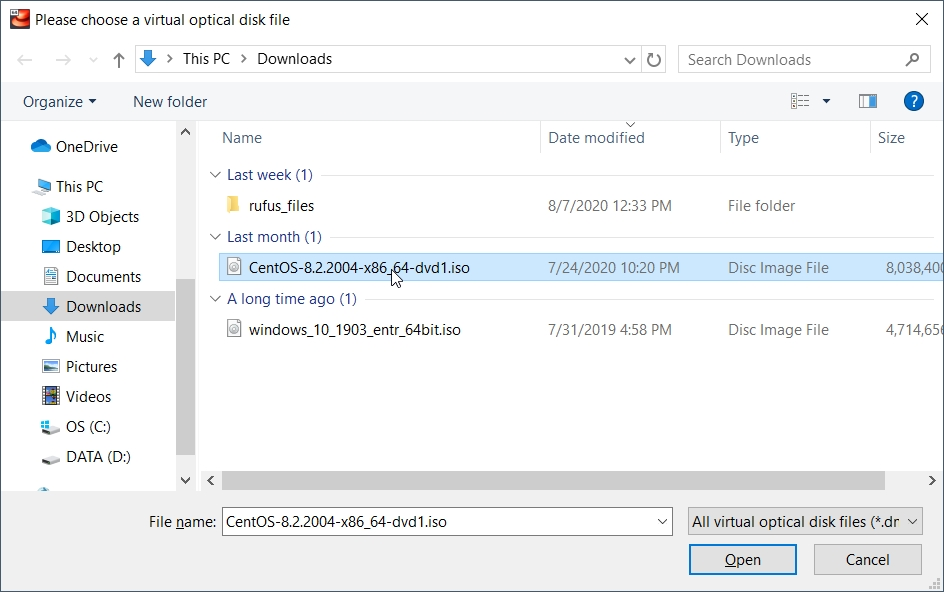 Please choose a virtual optical disk file
This PC > Downloads
Search Downloads
Organize
New folder
?
Name
Date modified
Type
Size
OneDrive
This PC
3D Objects
Desktop
Documents
Downloads
Music
Pictures
Videos
OS (C:)
DATA (D:)
Last week (1)
rufus_files 8/7/2020 12:33 PM File folder
Last month (1)
CentOS-8.2.2004-x86_64-dvd1.iso 7/24/2020 10:20 PM Disc Image File 8,038,400
A long time ago (1)
windows_10_1903_entr_64bit.iso 7/31/2019 4:58 PM Disc Image File 4,714,656
File name: CentOS-8.2.2004-x86_64-dvd1.iso
All virtual optical disk files (*.dr
Open
Cancel